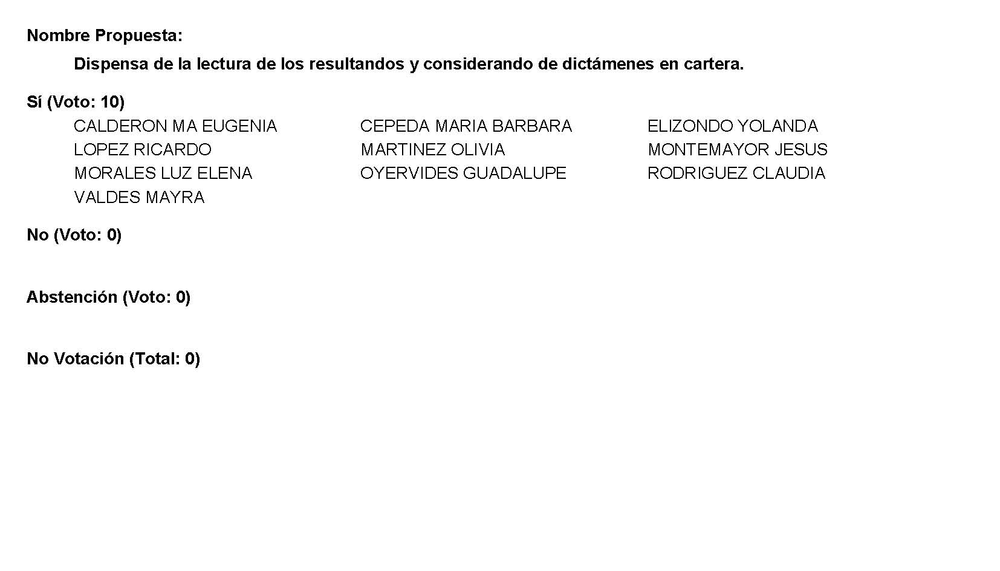 Nombre Propuesta:
Dispensa de la lectura de los resultandos y considerando de dictámenes en cartera.
Sí (Voto: 10)
CALDERON MA EUGENIA CEPEDA MARIA BARBARA ELIZONDO YOLANDA
LOPEZ RICARDO MARTINEZ OLIVIA MONTEMAYOR JESUS
MORALES LUZ ELENA OYERVIDES GUADALUPE RODRIGUEZ CLAUDIA
VALDES MAYRA
No (Voto: 0)
Abstención (Voto: 0)
No Votación (Total: 0)